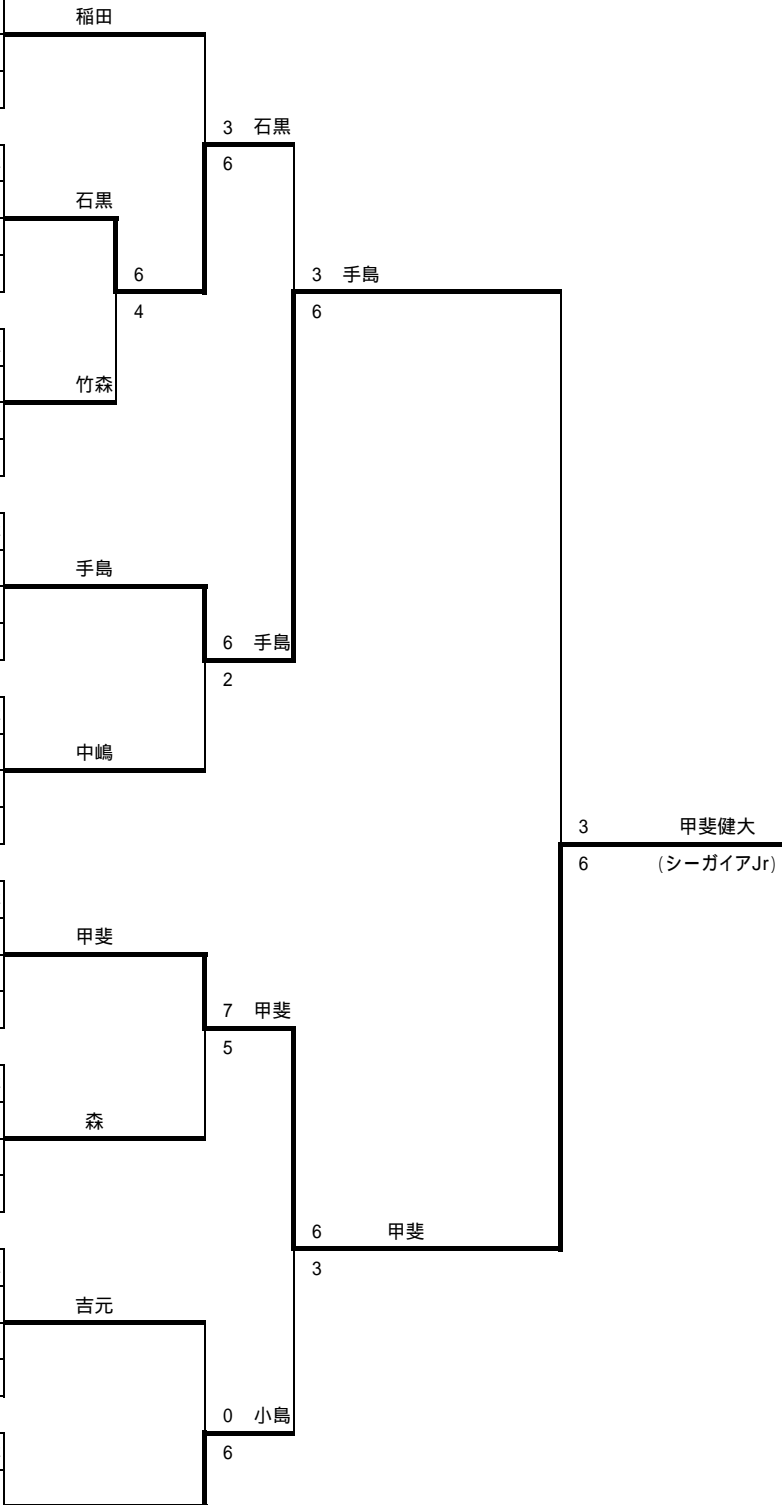 稲田
3 石黒
6
石黒
6
4
3 手島
6
竹森
手島
6 手島
2
中嶋
3 甲斐健大
6 (シーガイアJr)
甲斐
7 甲斐
5
森
6 甲斐
3
吉元
0 小島
6